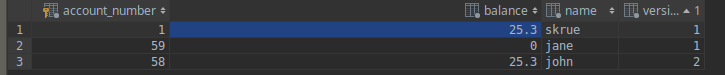 account_number balance name versi... 1
1 1 25.3 skrue 1
2 59 0 jane 1
3 58 25.3 john 2